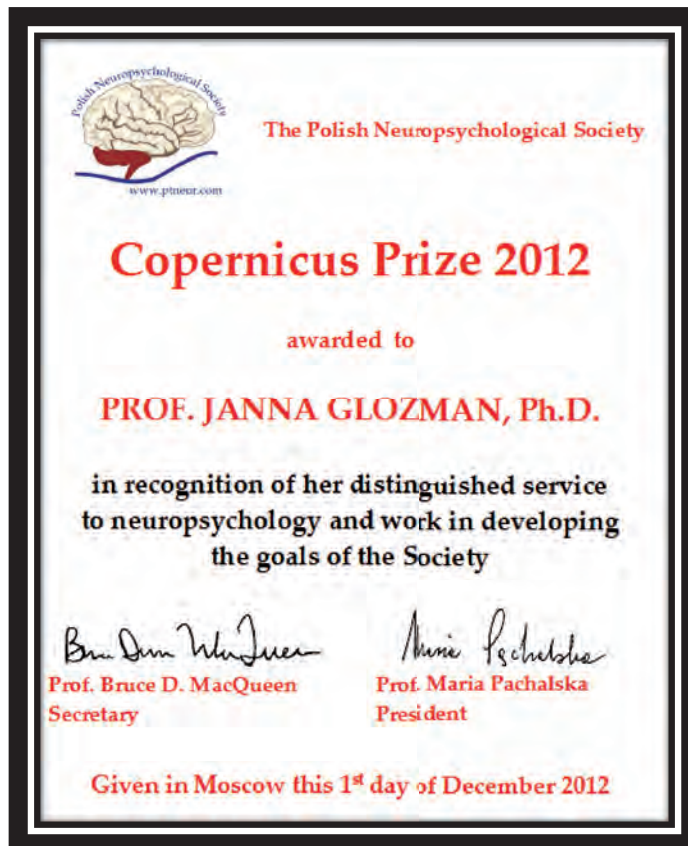 Polish Neuropsychological Society
www.ptneur.com
The Polish Neuropsychological Society
Copernicus Prize 2012
awarded to
PROF. JANNA GLOZMAN, Ph.D.
in recognition of her distinguished service
to neuropsychology and work in developing
the goals of the Society
Prof. Bruce D. MacQueen
Secretary
Prof. Maria Pachalska
President
Given in Moscow this 1st day of December 2012